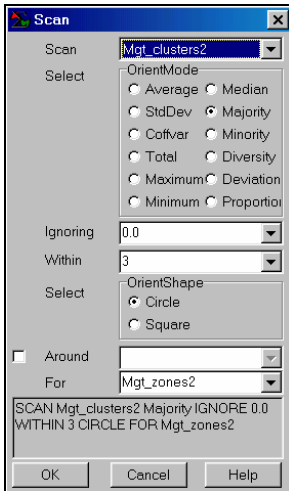 Scan
Scan Mgt_clusters2
Select OrientMode
Average Median
StdDev Majority
Coffvar Minority
Total Diversity
Maximum Deviation
Minimum Proportion
Ignoring 0.0
Within 3
Select OrientShape
Circle
Square
Around
For Mgt_zones2
SCAN Mgt_clusters2 Majority IGNORE 0.0
WITHIN 3 CIRCLE FOR Mgt_zones2
OK Cancel Help